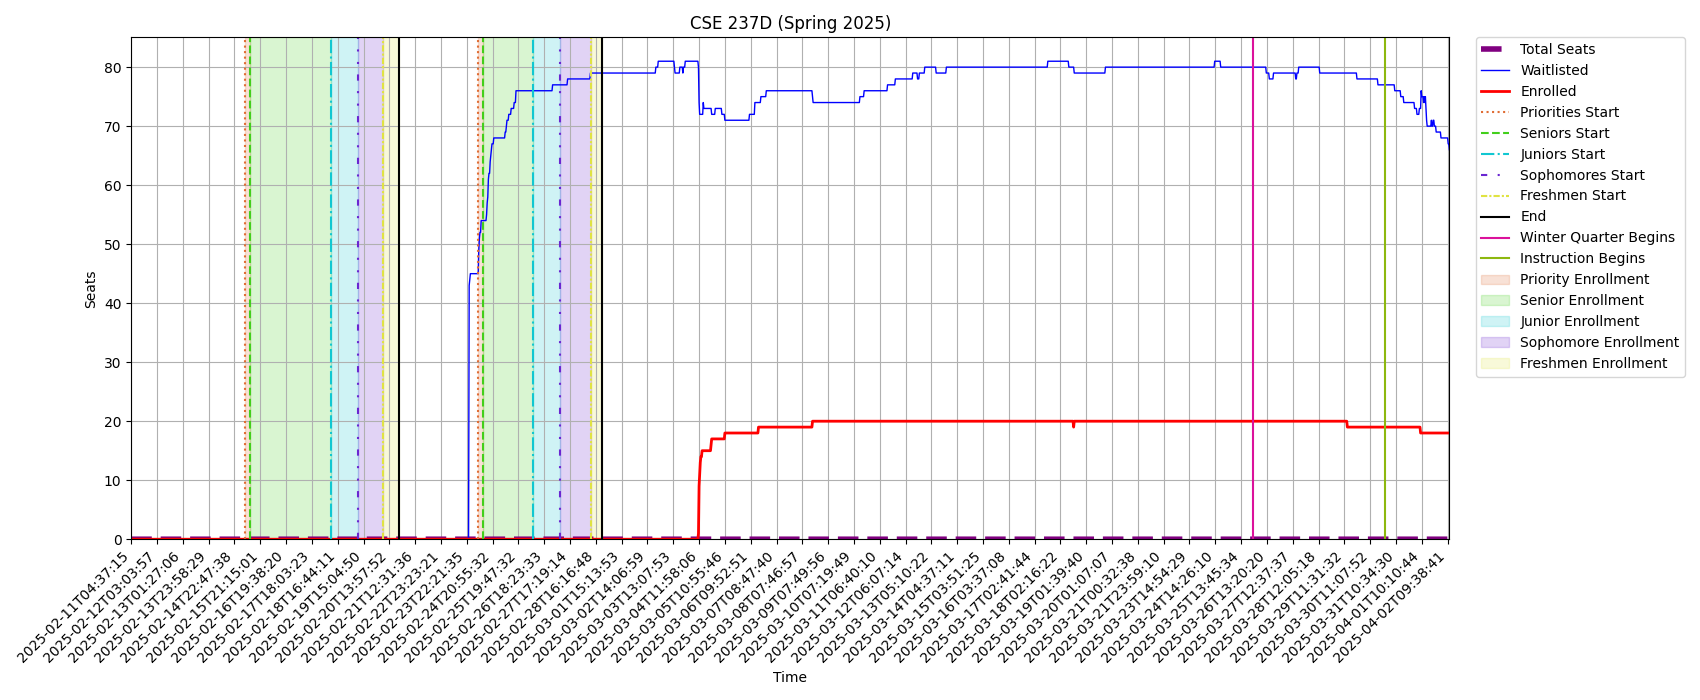 CSE 237D (Spring 2025)
Seats
80
70
60
50
40
30
20
10
0
2025-02-11T04:37:15
2025-02-12T03:03:57
2025-02-13T01:27:06
2025-02-13T23:58:29
2025-02-14T22:47:38
2025-02-15T21:15:01
2025-02-16T19:38:20
2025-02-17T18:03:23
2025-02-18T16:44:11
2025-02-19T15:04:50
2025-02-20T13:57:52
2025-02-21T12:31:36
2025-02-22T23:23:21
2025-02-23T22:21:35
2025-02-24T20:55:32
2025-02-25T19:47:32
2025-02-26T18:23:33
2025-02-27T17:19:14
2025-02-28T16:16:48
2025-03-01T15:13:53
2025-03-02T14:06:59
2025-03-03T13:07:53
2025-03-04T11:58:06
2025-03-05T10:55:46
2025-03-06T09:52:51
2025-03-07T08:47:40
2025-03-08T07:46:57
2025-03-09T07:49:56
2025-03-10T07:19:49
2025-03-11T06:40:10
2025-03-12T06:07:14
2025-03-13T05:10:22
2025-03-14T04:37:11
2025-03-15T03:51:25
2025-03-16T03:37:08
2025-03-17T02:41:44
2025-03-18T02:16:22
2025-03-19T01:39:40
2025-03-20T01:07:07
2025-03-21T00:32:38
2025-03-21T23:59:10
2025-03-23T14:54:29
2025-03-24T14:26:10
2025-03-25T13:45:34
2025-03-26T13:20:20
2025-03-27T12:37:37
2025-03-28T12:05:18
2025-03-29T11:31:32
2025-03-30T11:07:52
2025-03-31T10:34:30
2025-04-01T10:10:44
2025-04-02T09:38:41
Time
Total Seats
Waitlisted
Enrolled
Priorities Start
Seniors Start
Juniors Start
Sophomores Start
Freshmen Start
End
Winter Quarter Begins
Instruction Begins
Priority Enrollment
Senior Enrollment
Junior Enrollment
Sophomore Enrollment
Freshmen Enrollment